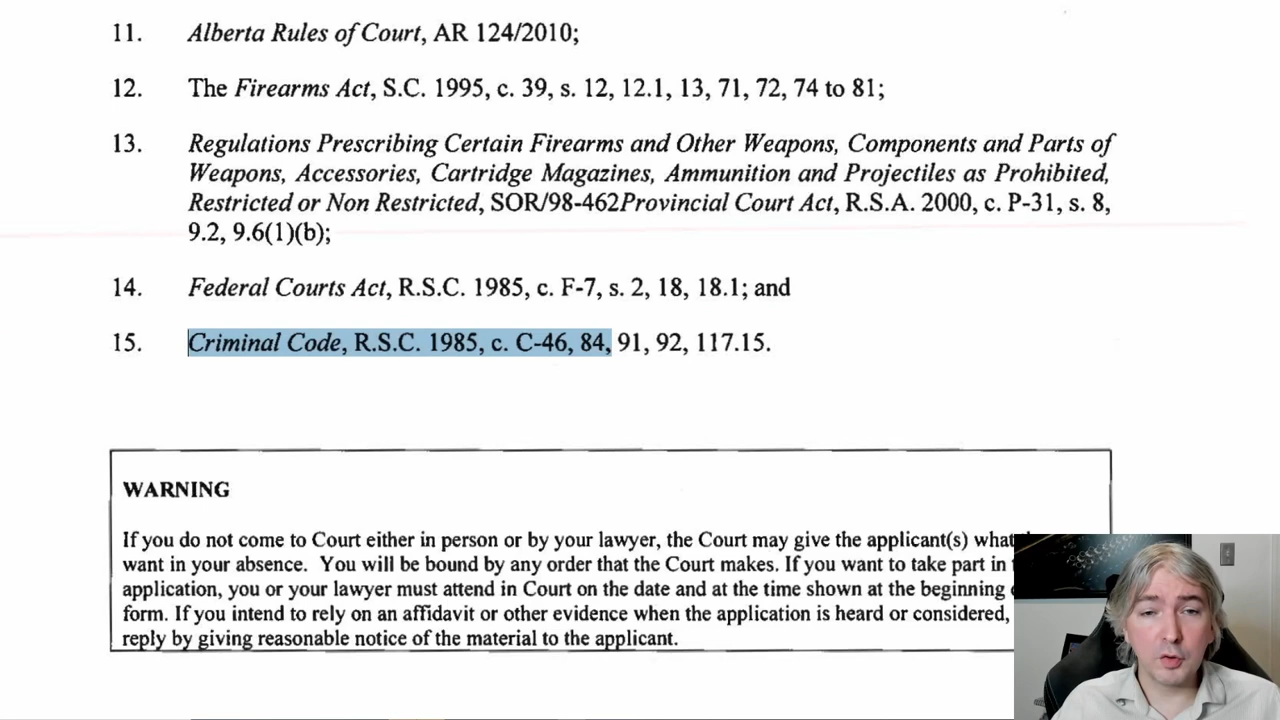 11. Alberta Rules of Court, AR 124/2010;
12. The Firearms Act, S.C. 1995, c. 39, s. 12, 12.1, 13, 71, 72, 74 to 81;
13. Regulations Prescribing Certain Firearms and Other Weapons, Components and Parts of
Weapons, Accessories, Cartridge Magazines, Ammunition and Projectiles as Prohibited,
Restricted or Non Restricted, SOR/98-462Provincial Court Act, R.S.A. 2000, c. P-31, s. 8,
9.2, 9.6(1)(b);
14. Federal Courts Act, R.S.C. 1985, c. F-7, s. 2, 18, 18.1; and
15. Criminal Code, R.S.C. 1985, c. C-46, 84, 91, 92, 117.15.
WARNING
If you do not come to Court either in person or by your lawyer, the Court may give the applicant(s) what
want in your absence. You will be bound by any order that the Court makes. If you want to take part in
application, you or your lawyer must attend in Court on the date and at the time shown at the beginning
form. If you intend to rely on an affidavit or other evidence when the application is heard or considered,
reply by giving reasonable notice of the material to the applicant.